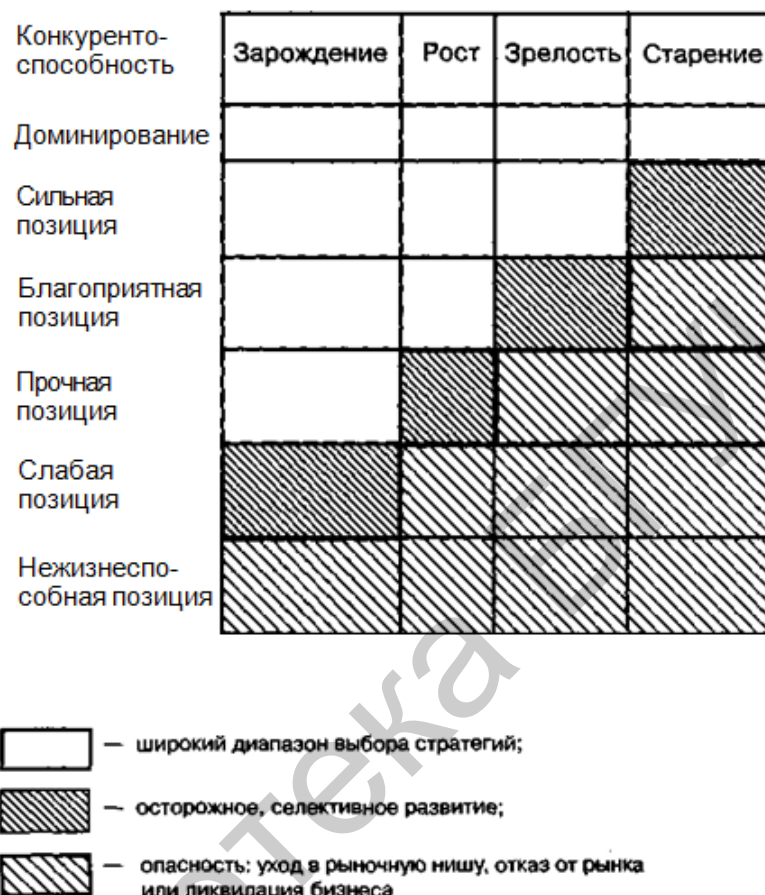 Конкуренто-
способность
Зарождение Рост Зрелость Старение
Доминирование
Сильная
позиция
Благоприятная
позиция
Прочная
позиция
Слабая
позиция
Нежизнеспо-
собная позиция
— широкий диапазон выбора стратегий;
— осторожное, селективное развитие;
— опасность: уход в рыночную нишу, отказ от рынка
или ликвидация бизнеса